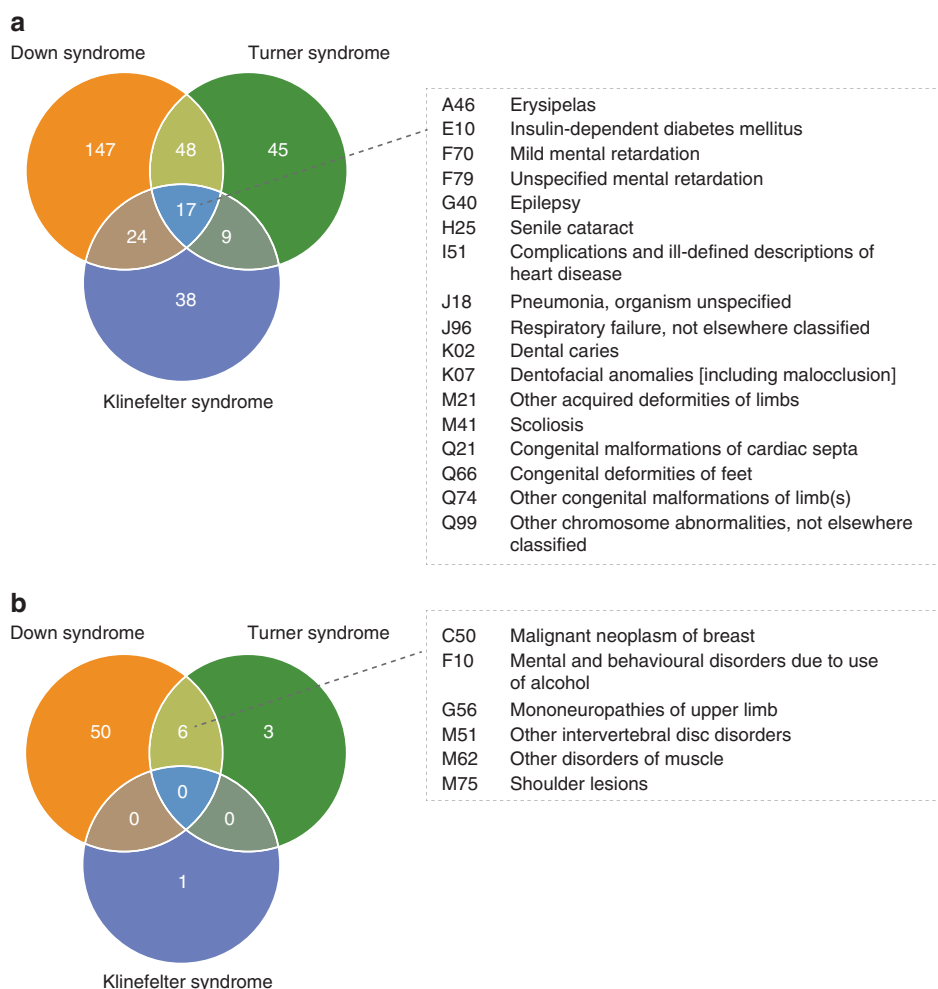 a
Down syndrome
Turner syndrome
147
48
45
17
24
9
38
Klinefelter syndrome
A46 Erysipelas
E10 Insulin-dependent diabetes mellitus
F70 Mild mental retardation
F79 Unspecified mental retardation
G40 Epilepsy
H25 Senile cataract
I51 Complications and ill-defined descriptions of
heart disease
J18 Pneumonia, organism unspecified
J96 Respiratory failure, not elsewhere classified
K02 Dental caries
K07 Dentofacial anomalies [including malocclusion]
M21 Other acquired deformities of limbs
M41 Scoliosis
Q21 Congenital malformations of cardiac septa
Q66 Congenital deformities of feet
Q74 Other congenital malformations of limb(s)
Q99 Other chromosome abnormalities, not elsewhere
classified
b
Down syndrome
Turner syndrome
50
6
3
0
0
0
1
Klinefelter syndrome
C50 Malignant neoplasm of breast
F10 Mental and behavioural disorders due to use
of alcohol
G56 Mononeuropathies of upper limb
M51 Other intervertebral disc disorders
M62 Other disorders of muscle
M75 Shoulder lesions